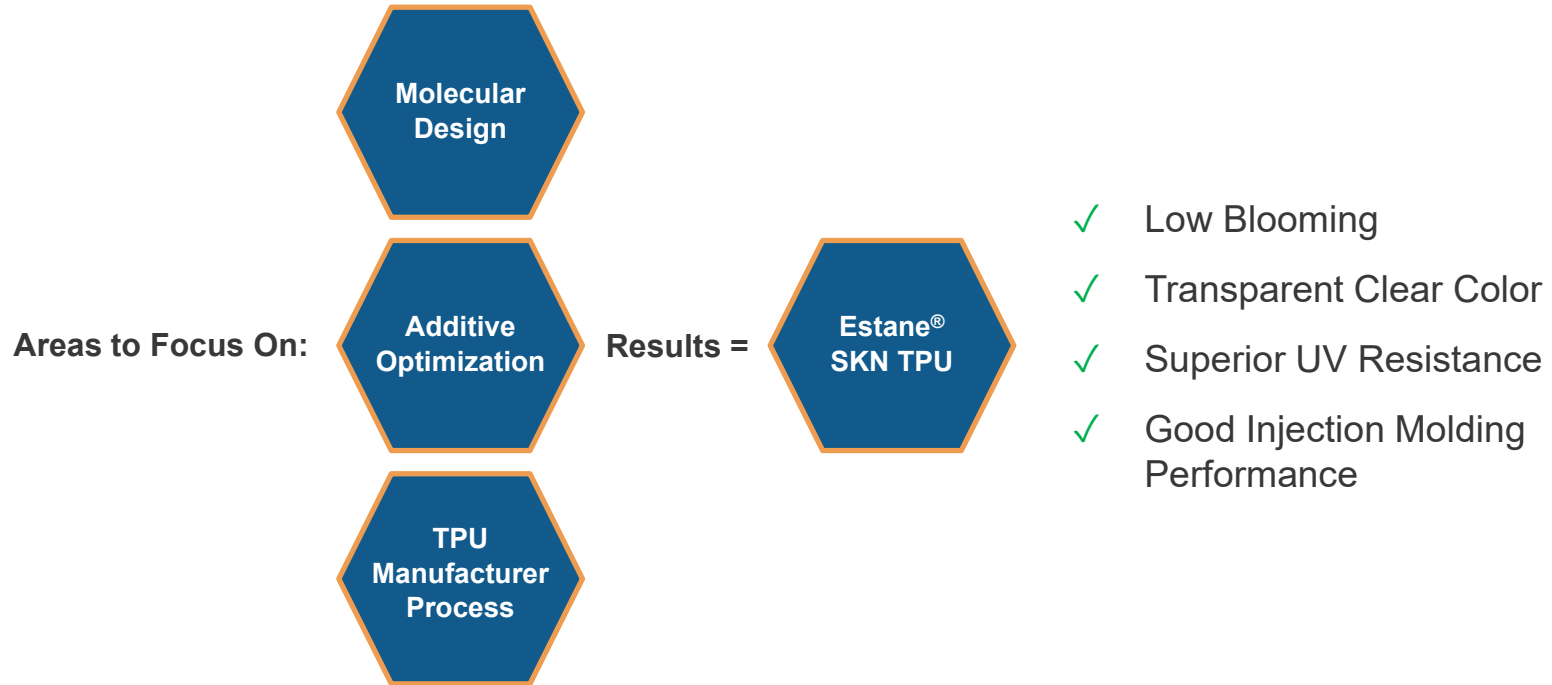 Areas to Focus On:
Molecular
Design
Additive
Optimization
TPU
Manufacturer
Process
Results =
Estane®
SKN TPU
✓ Low Blooming
✓ Transparent Clear Color
✓ Superior UV Resistance
✓ Good Injection Molding
Performance